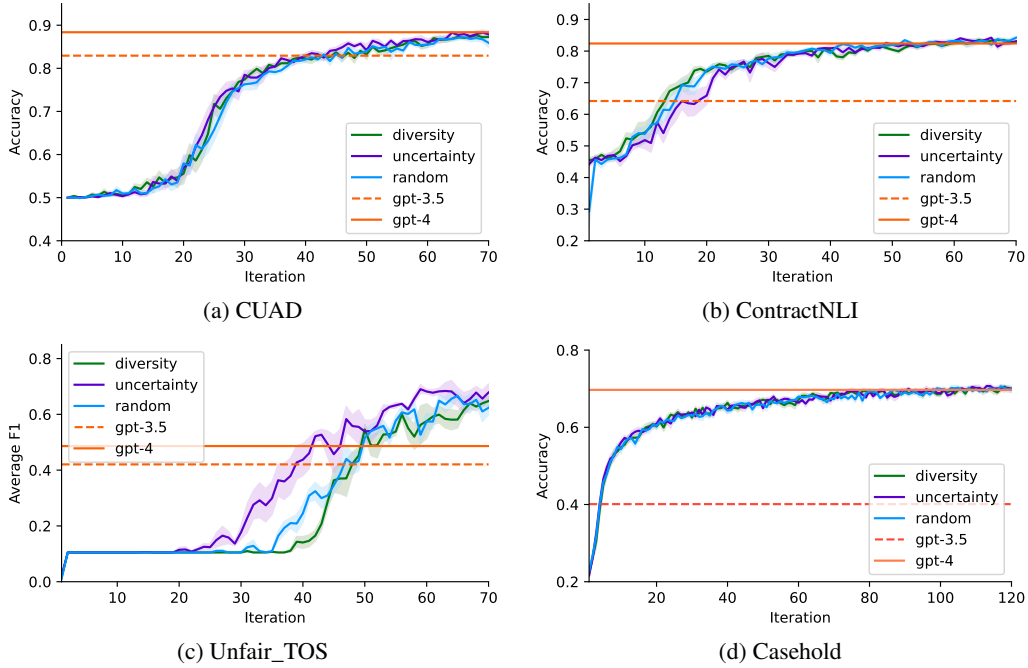 0.9
0.8
0.7
0.6
0.5
0.4
Accuracy
0
10
20
30
40
50
60
70
Iteration
diversity
uncertainty
random
gpt-3.5
gpt-4
(a) CUAD
0.9
0.8
0.7
0.6
0.5
0.4
0.3
0.2
Accuracy
10
20
30
40
50
60
70
Iteration
diversity
uncertainty
random
gpt-3.5
gpt-4
(b) ContractNLI
0.8
0.6
0.4
0.2
0.0
Average F1
10
20
30
40
50
60
70
Iteration
diversity
uncertainty
random
gpt-3.5
gpt-4
(c) Unfair_TOS
0.8
0.6
0.4
0.2
Accuracy
20
40
60
80
100
120
Iteration
diversity
uncertainty
random
gpt-3.5
gpt-4
(d) Casehold